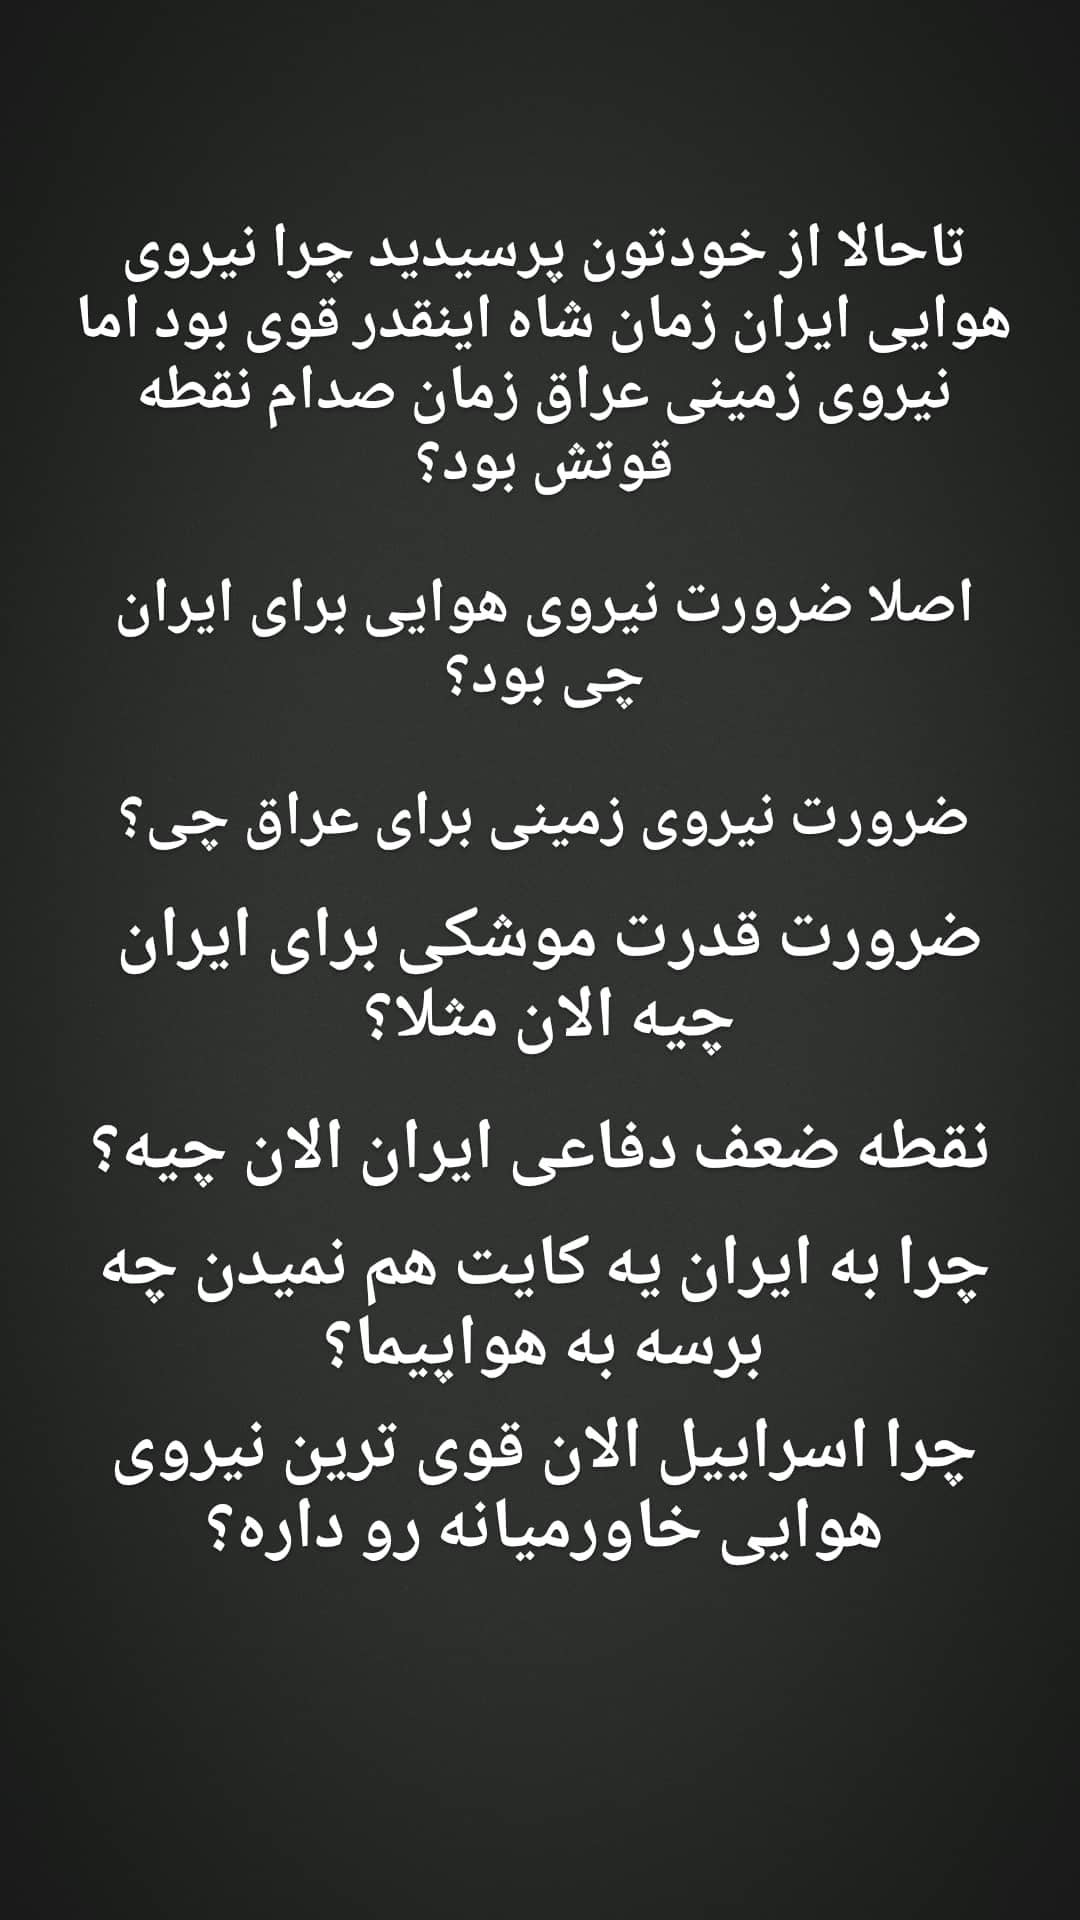 تاحالا از خودتون پرسیدید چرا نیروی
هوایی ایران زمان شاه اینقدر قوی بود اما
نیروی زمینی عراق زمان صدام نقطه
قوتش بود؟
اصلا ضرورت نیروی هوایی برای ایران
چی بود؟
ضرورت نیروی زمینی برای عراق چی؟
ضرورت قدرت موشکی برای ایران
چیه الان مثلا؟
نقطه ضعف دفاعی ایران الان چیه؟
چرا به ایران یه کایت هم نمیدن چه
برسه به هواپیما؟
چرا اسراییل الان قوی ترین نیروی
هوایی خاورمیانه رو داره؟